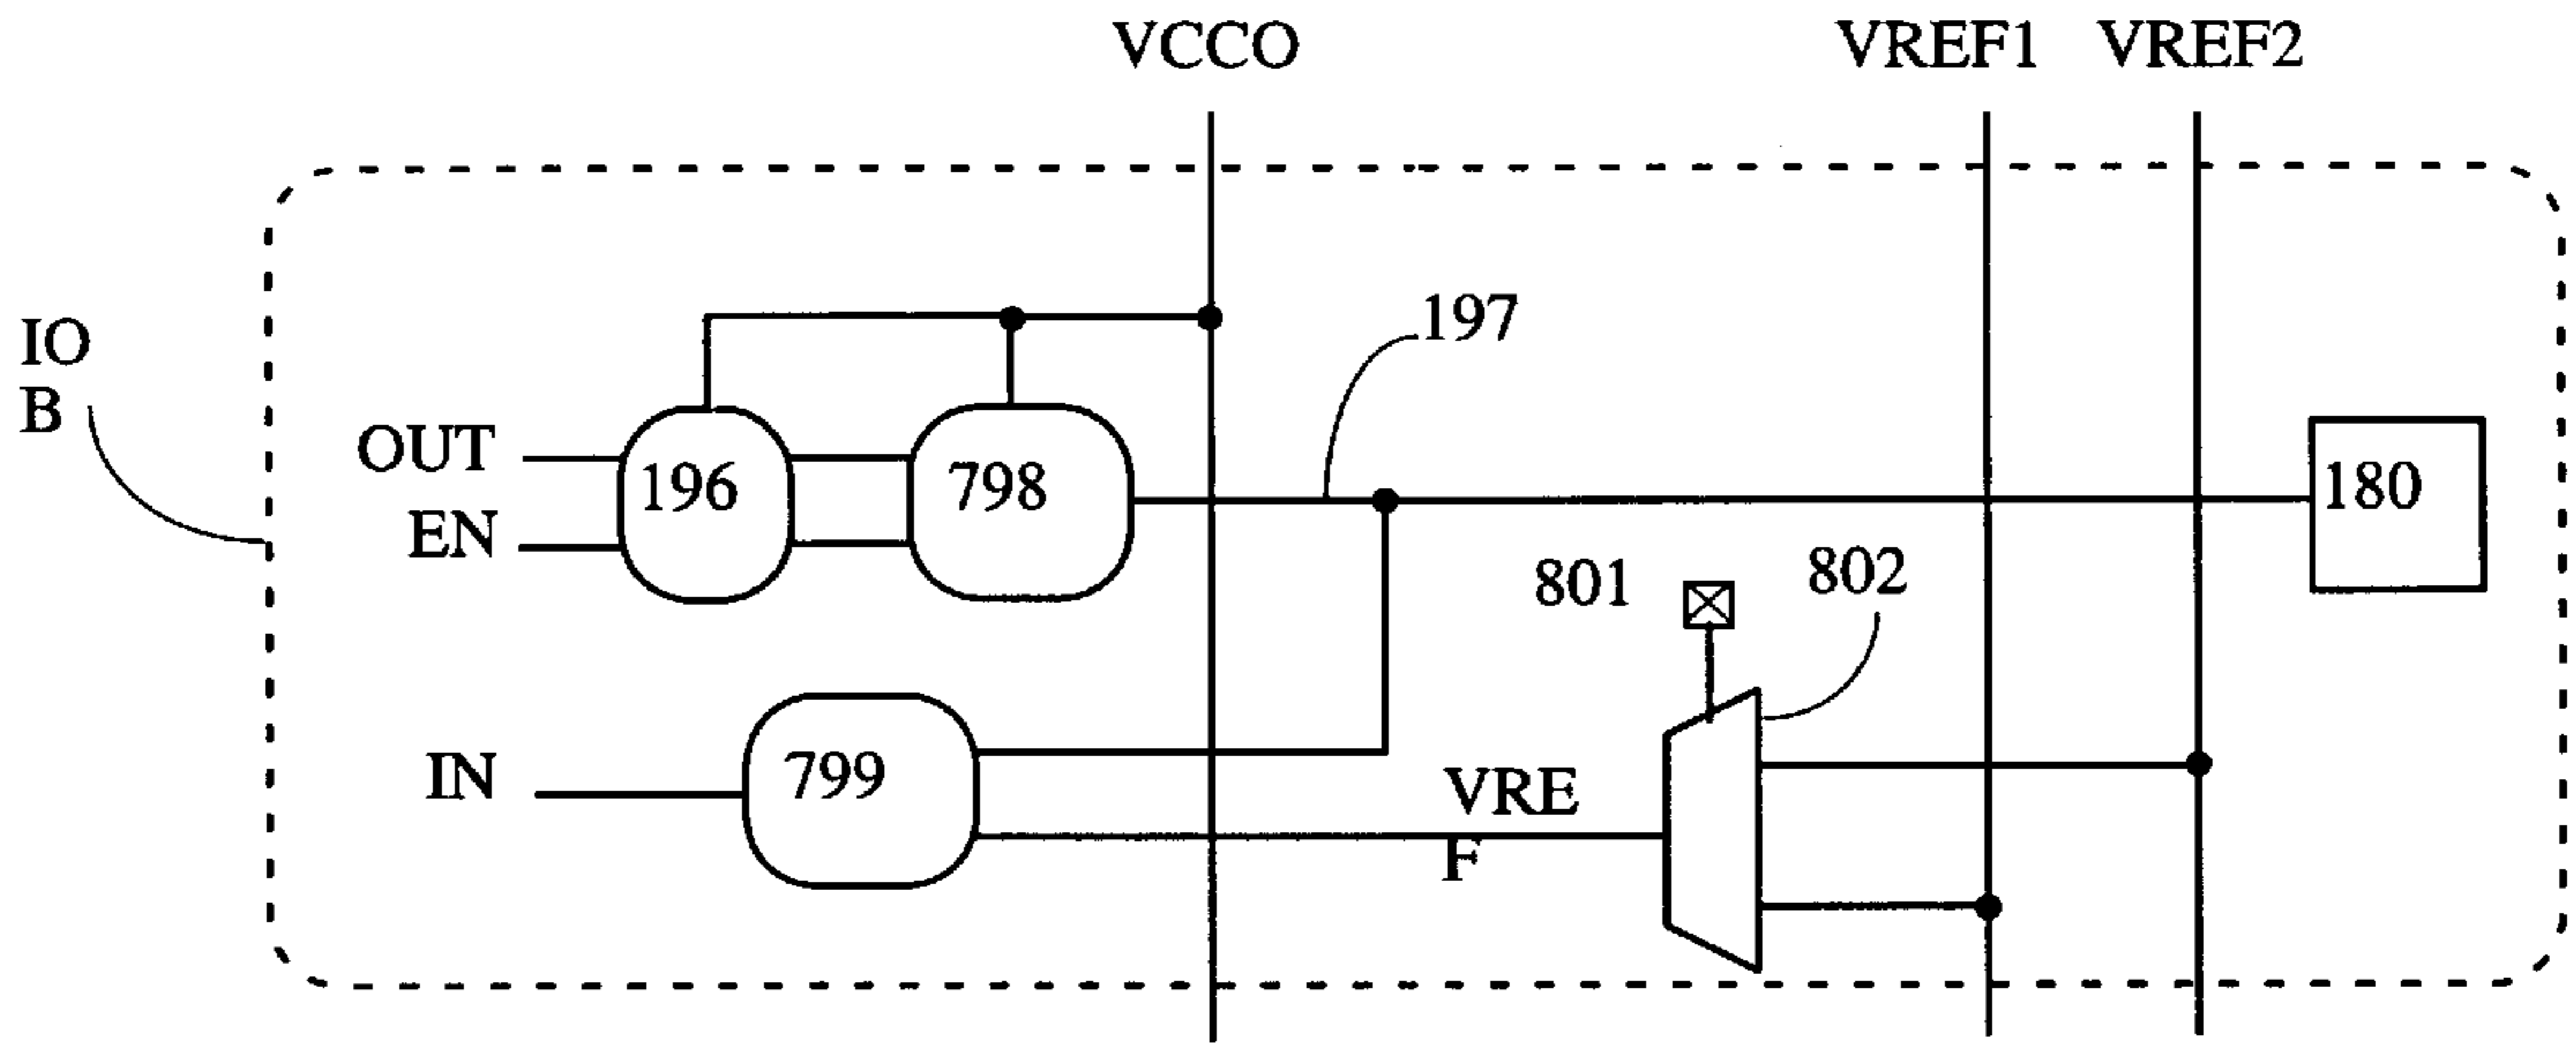 VCCO
VREF1
VREF2
IO
B
197
OUT
196
798
180
EN
801
802
IN
799
VRE
F